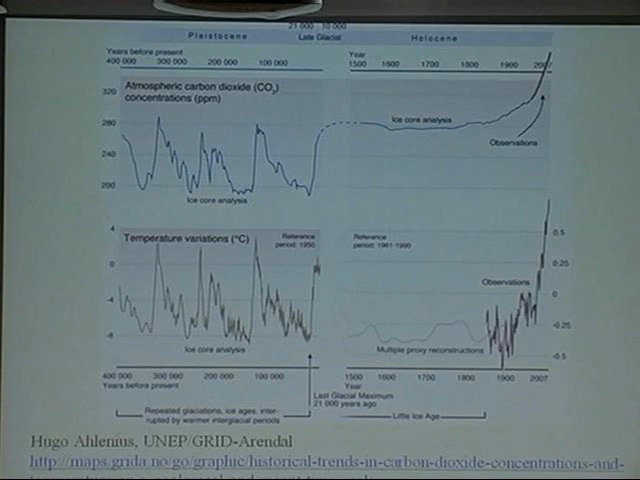 21 000 10 000
Pleistocene Late Glacial Holocene
Years before present
400 000 300 000 200 000 100 000
Year
1500 1600 1700 1800 1900 2007
Atmospheric carbon dioxide (CO2)
concentrations (ppm)
320
280
240
200
Ice core analysis
Ice core analysis
Observations
Temperature variations (°C)
Reference
period: 1950
4
0
-4
-8
Ice core analysis
Reference
period: 1961-1990
Observations
Multiple proxy reconstructions
0.5
0.25
0
-0.25
-0.5
400 000 300 000 200 000 100 000
Years before present
1500 1600 1700 1800 1900 2007
Year
Last Glacial Maximum
21 000 years ago
Repeated glaciations, ice ages, inter-
rupted by warmer interglacial periods
Little Ice Age
Hugo Ahlenius, UNEP/GRID-Arendal
http://maps.grida.no/go/graphic/historical-trends-in-carbon-dioxide-concentrations-and-